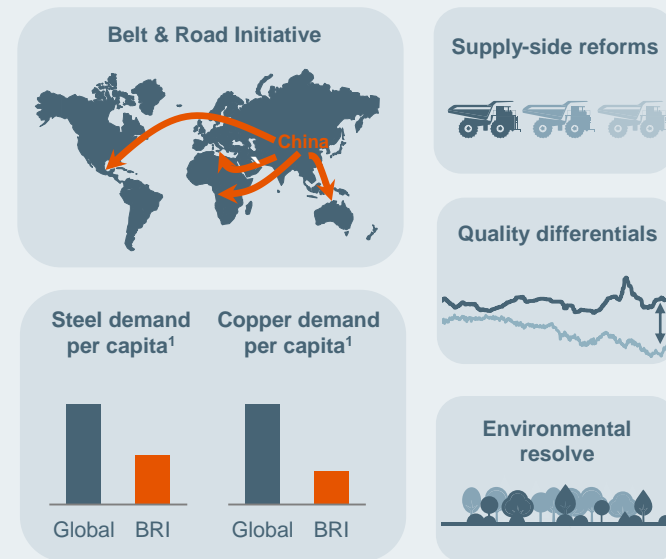 Belt & Road Initiative
China
Steel demand
per capita¹
Global BRI
Copper demand
per capita¹
Global BRI
Supply-side reforms
Quality differentials
Environmental
resolve